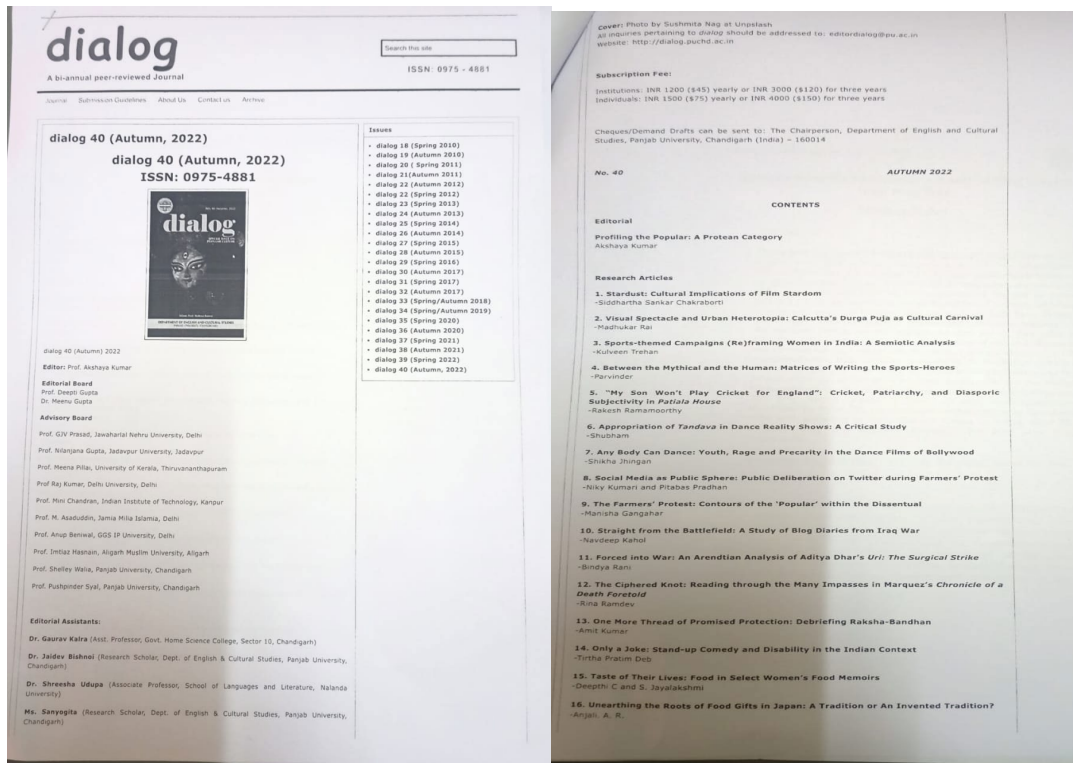 dialog
A bi-annual peer-reviewed Journal
Search this site
ISSN: 0975 - 4881
Journal Submission Guidelines About Us Contact us Archive
dialog 40 (Autumn, 2022)
dialog 40 (Autumn, 2022)
ISSN: 0975-4881
dialog
dialog 40 (Autumn) 2022
Editor: Prof. Akshaya Kumar
Editorial Board
Prof. Deepti Gupta
Dr. Meenu Gupta
Advisory Board
Prof. GJV Prasad, Jawaharlal Nehru University, Delhi
Prof. Nilanjana Gupta, Jadavpur University, Jadavpur
Prof. Meena Pillai, University of Kerala, Thiruvananthapuram
Prof Raj Kumar, Delhi University, Delhi
Prof. Mini Chandran, Indian Institute of Technology, Kanpur
Prof. M. Asaduddin, Jamia Milia Islamia, Delhi
Prof. Anup Beniwal, GGS IP University, Delhi
Prof. Imtiaz Hasnain, Aligarh Muslim University, Aligarh
Prof. Shelley Walia, Panjab University, Chandigarh
Prof. Pushpinder Syal, Panjab University, Chandigarh
Editorial Assistants:
Dr. Gaurav Kalra (Asst. Professor, Govt. Home Science College, Sector 10, Chandigarh)
Dr. Jaidev Bishnoi (Research Scholar, Dept. of English & Cultural Studies, Panjab University,
Chandigarh)
Dr. Shreesha Udupa (Associate Professor, School of Languages and Literature, Nalanda
University)
Ms. Sanyogita (Research Scholar, Dept. of English & Cultural Studies, Panjab University,
Chandigarh)
Issues
• dialog 18 (Spring 2010)
• dialog 19 (Autumn 2010)
• dialog 20 ( Spring 2011)
• dialog 21(Autumn 2011)
• dialog 22 (Autumn 2012)
• dialog 22 (Spring 2012)
• dialog 23 (Spring 2013)
• dialog 24 (Autumn 2013)
• dialog 25 (Spring 2014)
• dialog 26 (Autumn 2014)
• dialog 27 (Spring 2015)
• dialog 28 (Autumn 2015)
• dialog 29 (Spring 2016)
• dialog 30 (Autumn 2017)
• dialog 31 (Spring 2017)
• dialog 32 (Autumn 2017)
• dialog 33 (Spring/Autumn 2018)
• dialog 34 (Spring/Autumn 2019)
• dialog 35 (Spring 2020)
• dialog 36 (Autumn 2020)
• dialog 37 (Spring 2021)
• dialog 38 (Autumn 2021)
• dialog 39 (Spring 2022)
• dialog 40 (Autumn, 2022)
Cover: Photo by Sushmita Nag at Unpslash
all inquiries pertaining to dialog should be addressed to: editordialog@pu.ac.in
Website: http://dialog.puchd.ac.in
Subscription Fee:
Institutions: INR 1200 ($45) yearly or INR 3000 ($120) for three years
Individuals: INR 1500 ($75) yearly or INR 4000 ($150) for three years
Cheques/Demand Drafts can be sent to: The Chairperson, Department of English and Cultural
Studies, Panjab University, Chandigarh (India) – 160014
No. 40 AUTUMN 2022
CONTENTS
Editorial
Profiling the Popular: A Protean Category
Akshaya Kumar
Research Articles
1. Stardust: Cultural Implications of Film Stardom
-Siddhartha Sankar Chakraborti
2. Visual Spectacle and Urban Heterotopia: Calcutta's Durga Puja as Cultural Carnival
-Madhukar Rai
3. Sports-themed Campaigns (Re)framing Women in India: A Semiotic Analysis
-Kulveen Trehan
4. Between the Mythical and the Human: Matrices of Writing the Sports-Heroes
-Parvinder
5. "My Son Won't Play Cricket for England": Cricket, Patriarchy, and Diasporic
Subjectivity in Patiala House
-Rakesh Ramamoorthy
6. Appropriation of Tandava in Dance Reality Shows: A Critical Study
-Shubham
7. Any Body Can Dance: Youth, Rage and Precarity in the Dance Films of Bollywood
-Shikha Jhingan
8. Social Media as Public Sphere: Public Deliberation on Twitter during Farmers' Protest
-Niky Kumari and Pitabas Pradhan
9. The Farmers' Protest: Contours of the 'Popular' within the Dissentual
-Manisha Gangahar
10. Straight from the Battlefield: A Study of Blog Diaries from Iraq War
-Navdeep Kahol
11. Forced into War: An Arendtian Analysis of Aditya Dhar's Uri: The Surgical Strike
-Bindya Rani
12. The Ciphered Knot: Reading through the Many Impasses in Marquez's Chronicle of a
Death Foretold
-Rina Ramdev
13. One More Thread of Promised Protection: Debriefing Raksha-Bandhan
-Amit Kumar
14. Only a Joke: Stand-up Comedy and Disability in the Indian Context
-Tirtha Pratim Deb
15. Taste of Their Lives: Food in Select Women's Food Memoirs
-Deepthi C and S. Jayalakshmi
16. Unearthing the Roots of Food Gifts in Japan: A Tradition or An Invented Tradition?
-Anjali. A. R.